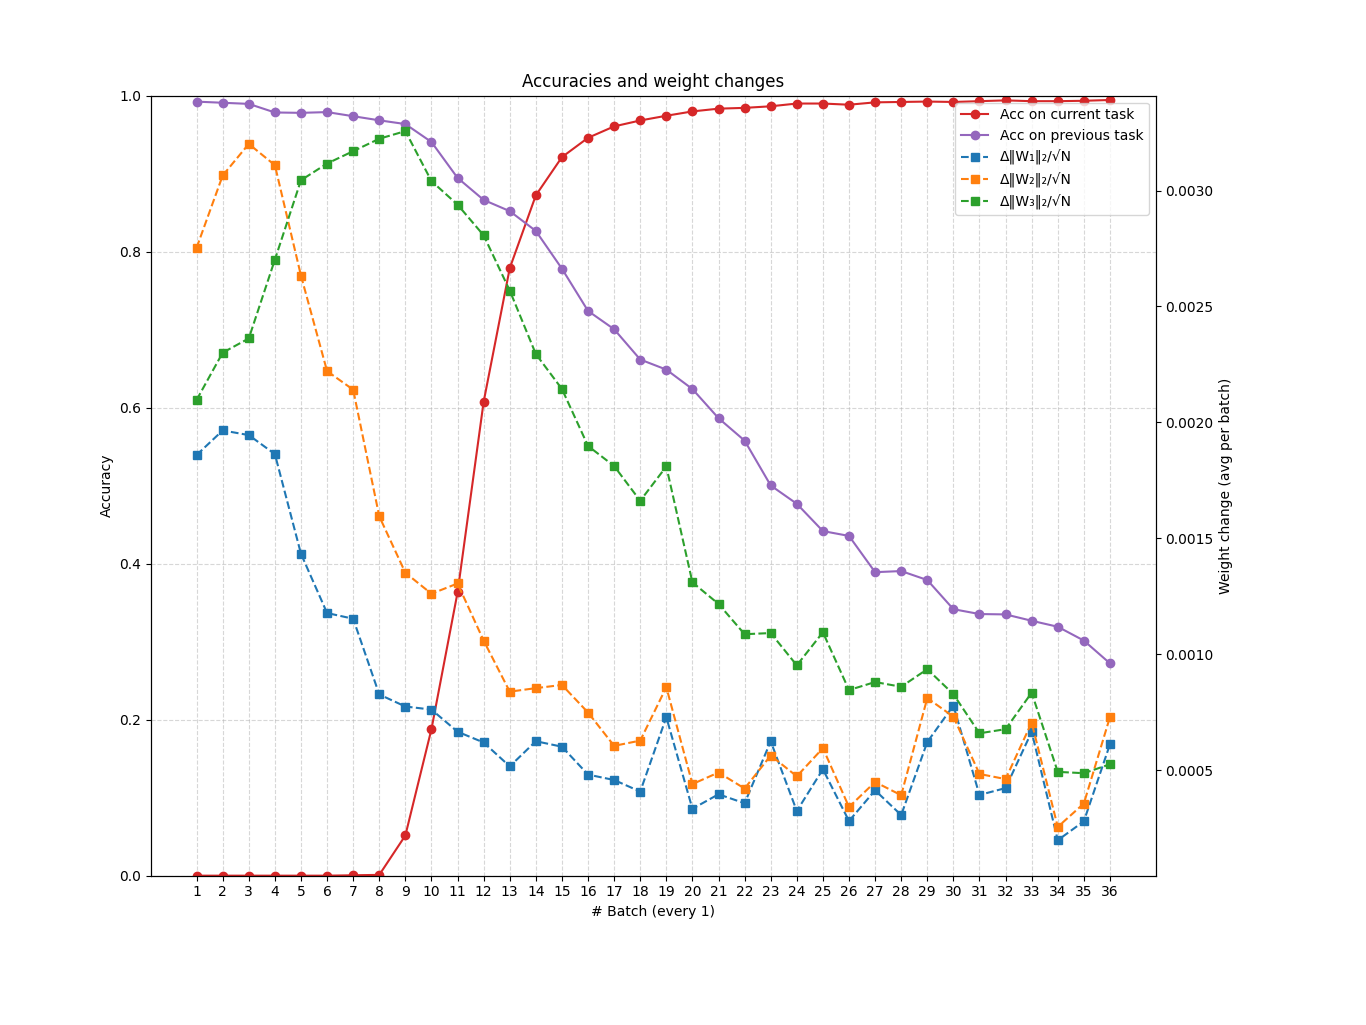 Accuracies and weight changes
1.0
0.8
0.6
0.4
0.2
0.0
Accuracy
Acc on current task
Acc on previous task
Δ‖W₁‖₂/√N
Δ‖W₂‖₂/√N
Δ‖W₃‖₂/√N
0.0030
0.0025
0.0020
0.0015
0.0010
0.0005
Weight change (avg per batch)
1 2 3 4 5 6 7 8 9 10 11 12 13 14 15 16 17 18 19 20 21 22 23 24 25 26 27 28 29 30 31 32 33 34 35 36
# Batch (every 1)